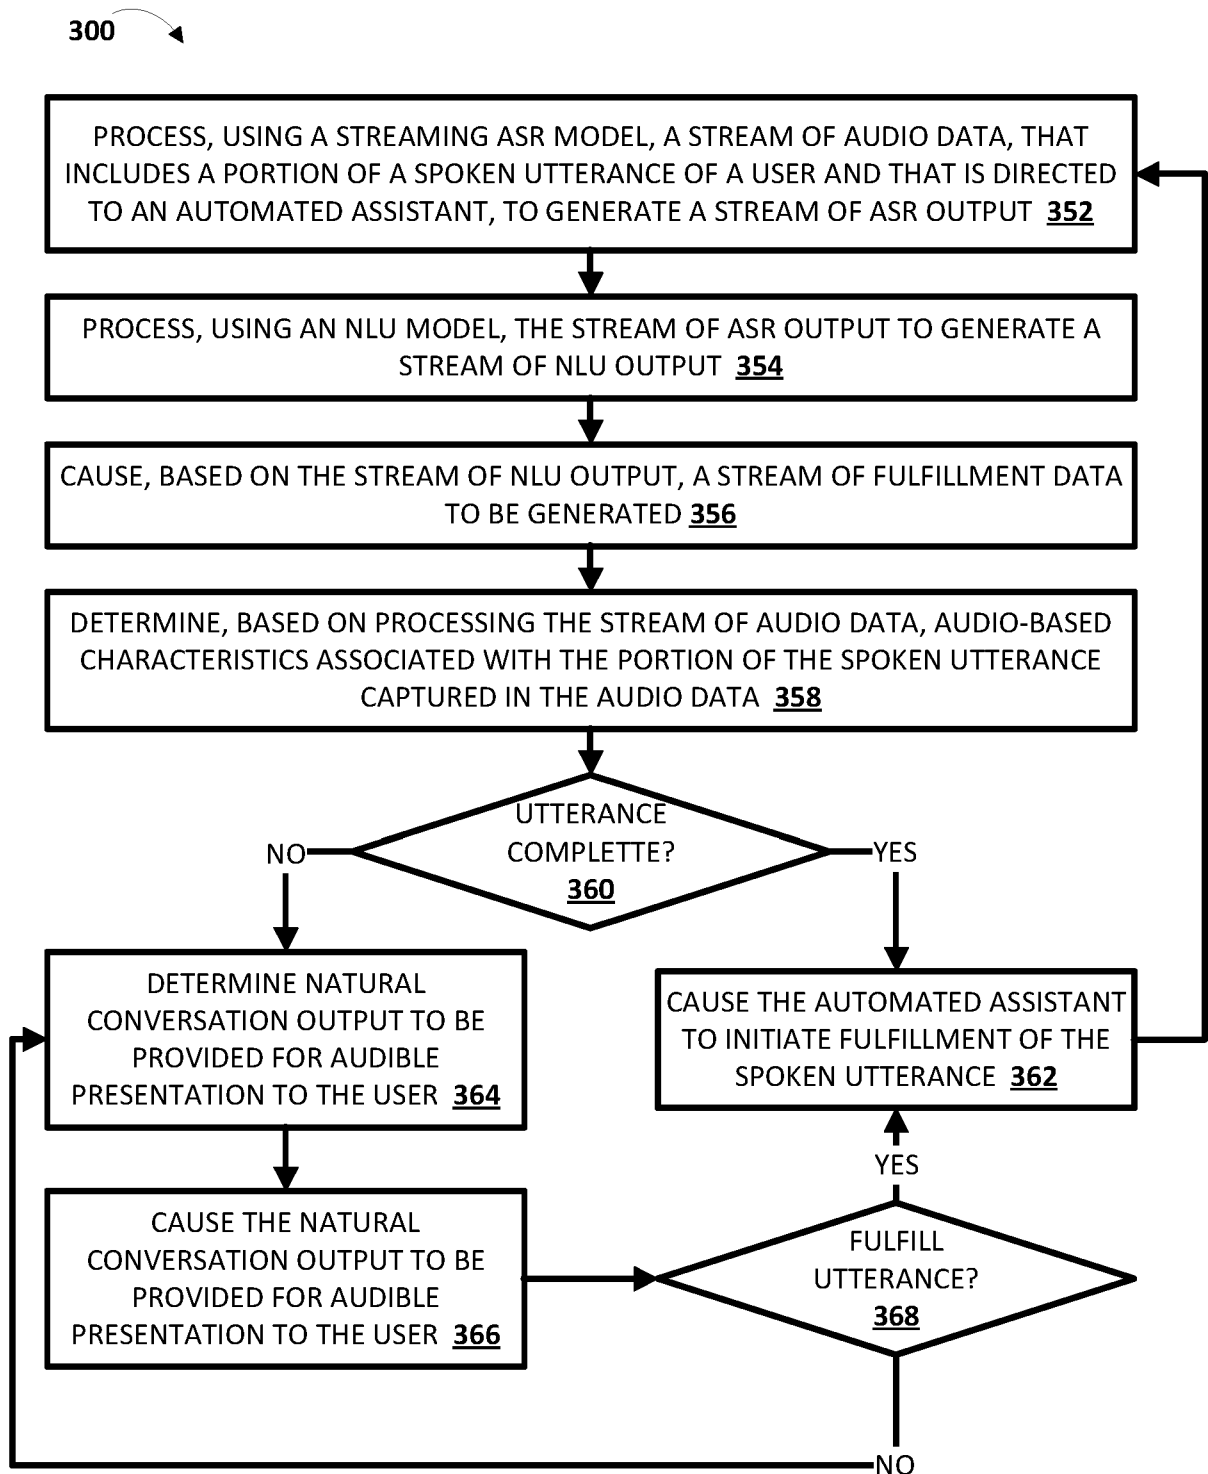 300
PROCESS, USING A STREAMING ASR MODEL, A STREAM OF AUDIO DATA, THAT
INCLUDES A PORTION OF A SPOKEN UTTERANCE OF A USER AND THAT IS DIRECTED
TO AN AUTOMATED ASSISTANT, TO GENERATE A STREAM OF ASR OUTPUT 352
PROCESS, USING AN NLU MODEL, THE STREAM OF ASR OUTPUT TO GENERATE A
STREAM OF NLU OUTPUT 354
CAUSE, BASED ON THE STREAM OF NLU OUTPUT, A STREAM OF FULFILLMENT DATA
TO BE GENERATED 356
DETERMINE, BASED ON PROCESSING THE STREAM OF AUDIO DATA, AUDIO-BASED
CHARACTERISTICS ASSOCIATED WITH THE PORTION OF THE SPOKEN UTTERANCE
CAPTURED IN THE AUDIO DATA 358
UTTERANCE
COMPLETTE?
360
NO
YES
DETERMINE NATURAL
CONVERSATION OUTPUT TO BE
PROVIDED FOR AUDIBLE
PRESENTATION TO THE USER 364
CAUSE THE AUTOMATED ASSISTANT
TO INITIATE FULFILLMENT OF THE
SPOKEN UTTERANCE 362
YES
CAUSE THE NATURAL
CONVERSATION OUTPUT TO BE
PROVIDED FOR AUDIBLE
PRESENTATION TO THE USER 366
FULFILL
UTTERANCE?
368
NO